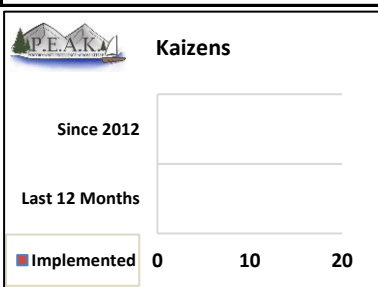 P.E.A.K.
Kaizens
Since 2012
Last 12 Months
Implemented
0 10 20